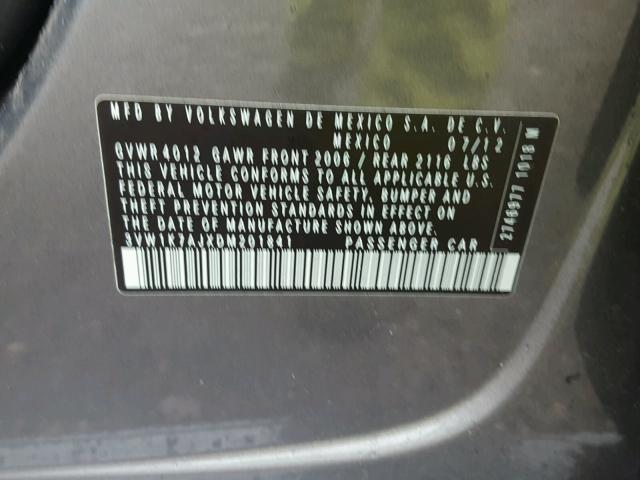 MFD BY VOLKSWAGEN DE MEXICO S.A. DE C.V.
MEXICO 07/12
GVWR 4012 GAWR FRONT 2006 / REAR 2116 LBS
THIS VEHICLE CONFORMS TO ALL APPLICABLE U.S.
FEDERAL MOTOR VEHICLE SAFETY, BUMPER AND
THEFT PREVENTION STANDARDS IN EFFECT ON
THE DATE OF MANUFACTURE SHOWN ABOVE.
3VW1K7AJXDM201841 PASSENGER CAR
2746977 1018 M